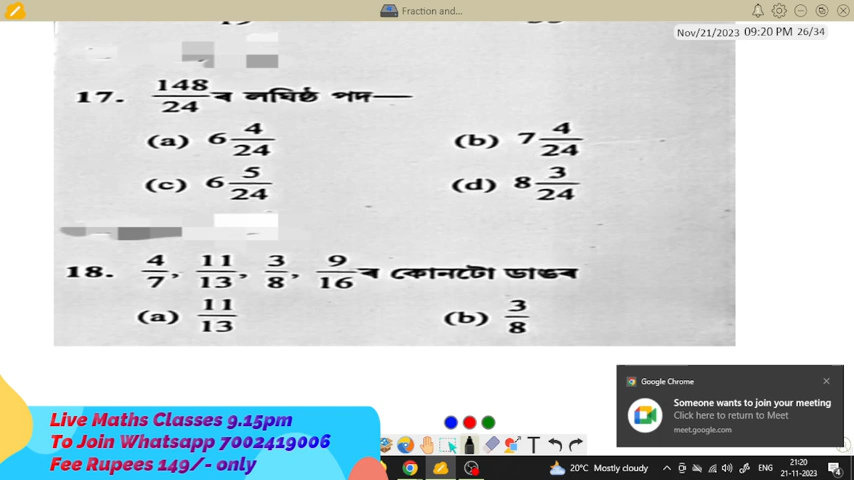 Fraction and...
Nov/21/2023 09:20 PM 26/34
17. 148/24 ৰ লঘিষ্ঠ পদ—
(a) 6 4/24 (b) 7 4/24
(c) 6 5/24 (d) 8 3/24
18. 4/7, 11/13, 3/8, 9/16 ৰ কোনটো ডাঙৰ
(a) 11/13 (b) 3/8
Google Chrome
Someone wants to join your meeting
Click here to return to Meet
meet.google.com
Live Maths Classes 9.15pm
To Join Whatsapp 7002419006
Fee Rupees 149/- only
T
20°C Mostly cloudy ENG 21:20
21-11-2023 4